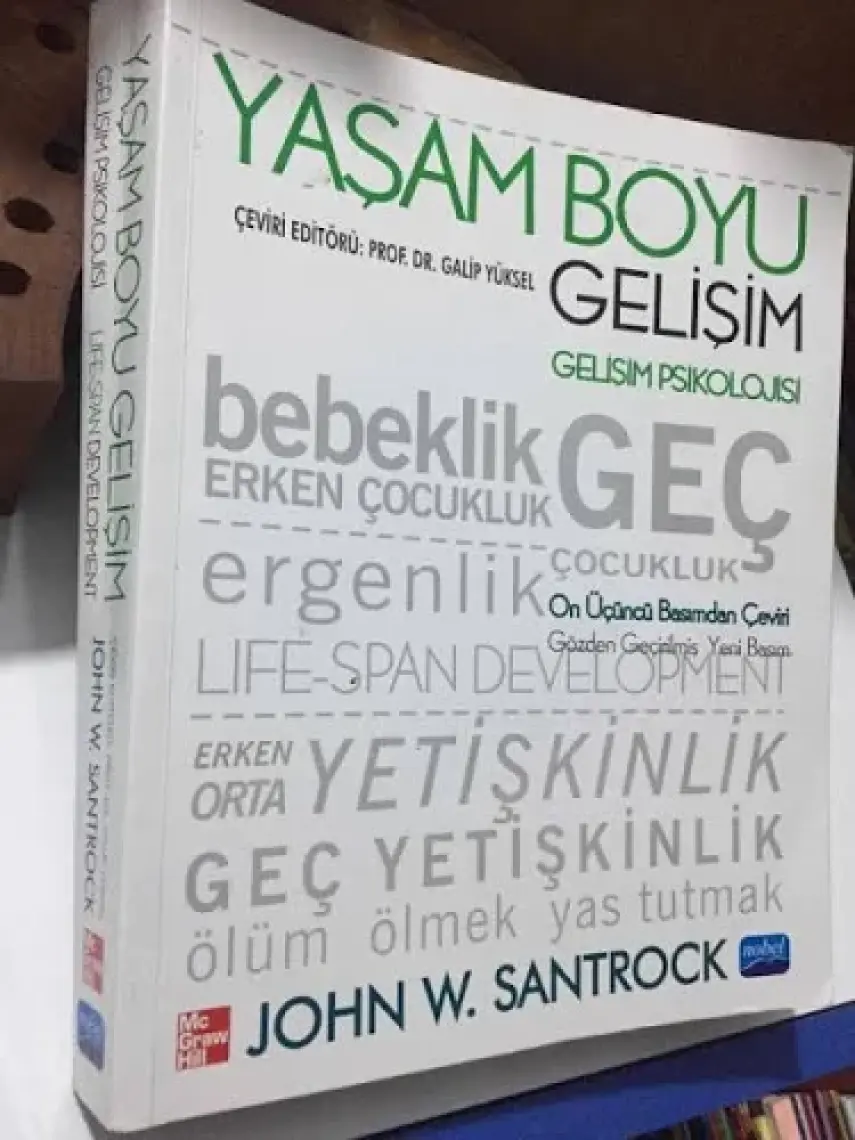 YAŞAM BOYU
ÇEVİRİ EDİTÖRÜ: PROF. DR. GALİP YÜKSEL
GELİŞİM
GELİŞİM PSİKOLOJİSİ
bebeklik
GEÇ
ERKEN ÇOCUKLUK
ÇOCUKLUK
ergenlik
On Üçüncü Basımdan Çeviri
Gözden Geçirilmiş Yeni Basım
LIFE-SPAN DEVELOPMENT
ERKEN
ORTA
YETİŞKİNLİK
GEÇ YETİŞKİNLİK
ölüm ölmek yas tutmak
JOHN W. SANTROCK
nobel
Mc
Graw
Hill
YAŞAM BOYU GELİŞİM
GELİŞİM PSİKOLOJİSİ
LIFE-SPAN DEVELOPMENT
JOHN W. SANTROCK